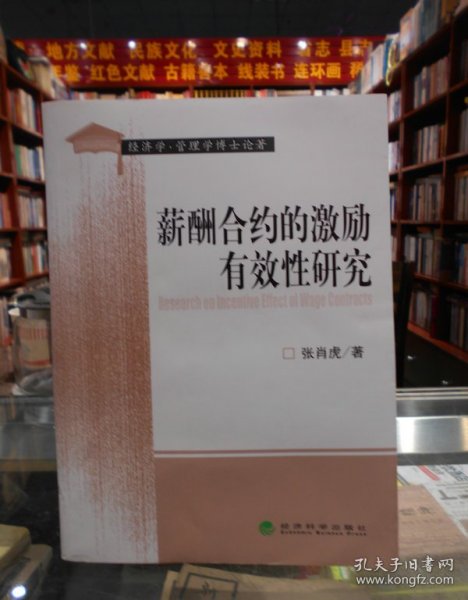 地方文献 民族文化 文史资料
红色文献 古籍善本 线装书 连环画
经济学·管理学博士论著
薪酬合约的激励
有效性研究
Research on Incentive Effect of Wage Contracts
□ 张肖虎/著
经济科学出版社
Economic Science Press
孔夫子旧书网
www.kongfz.com